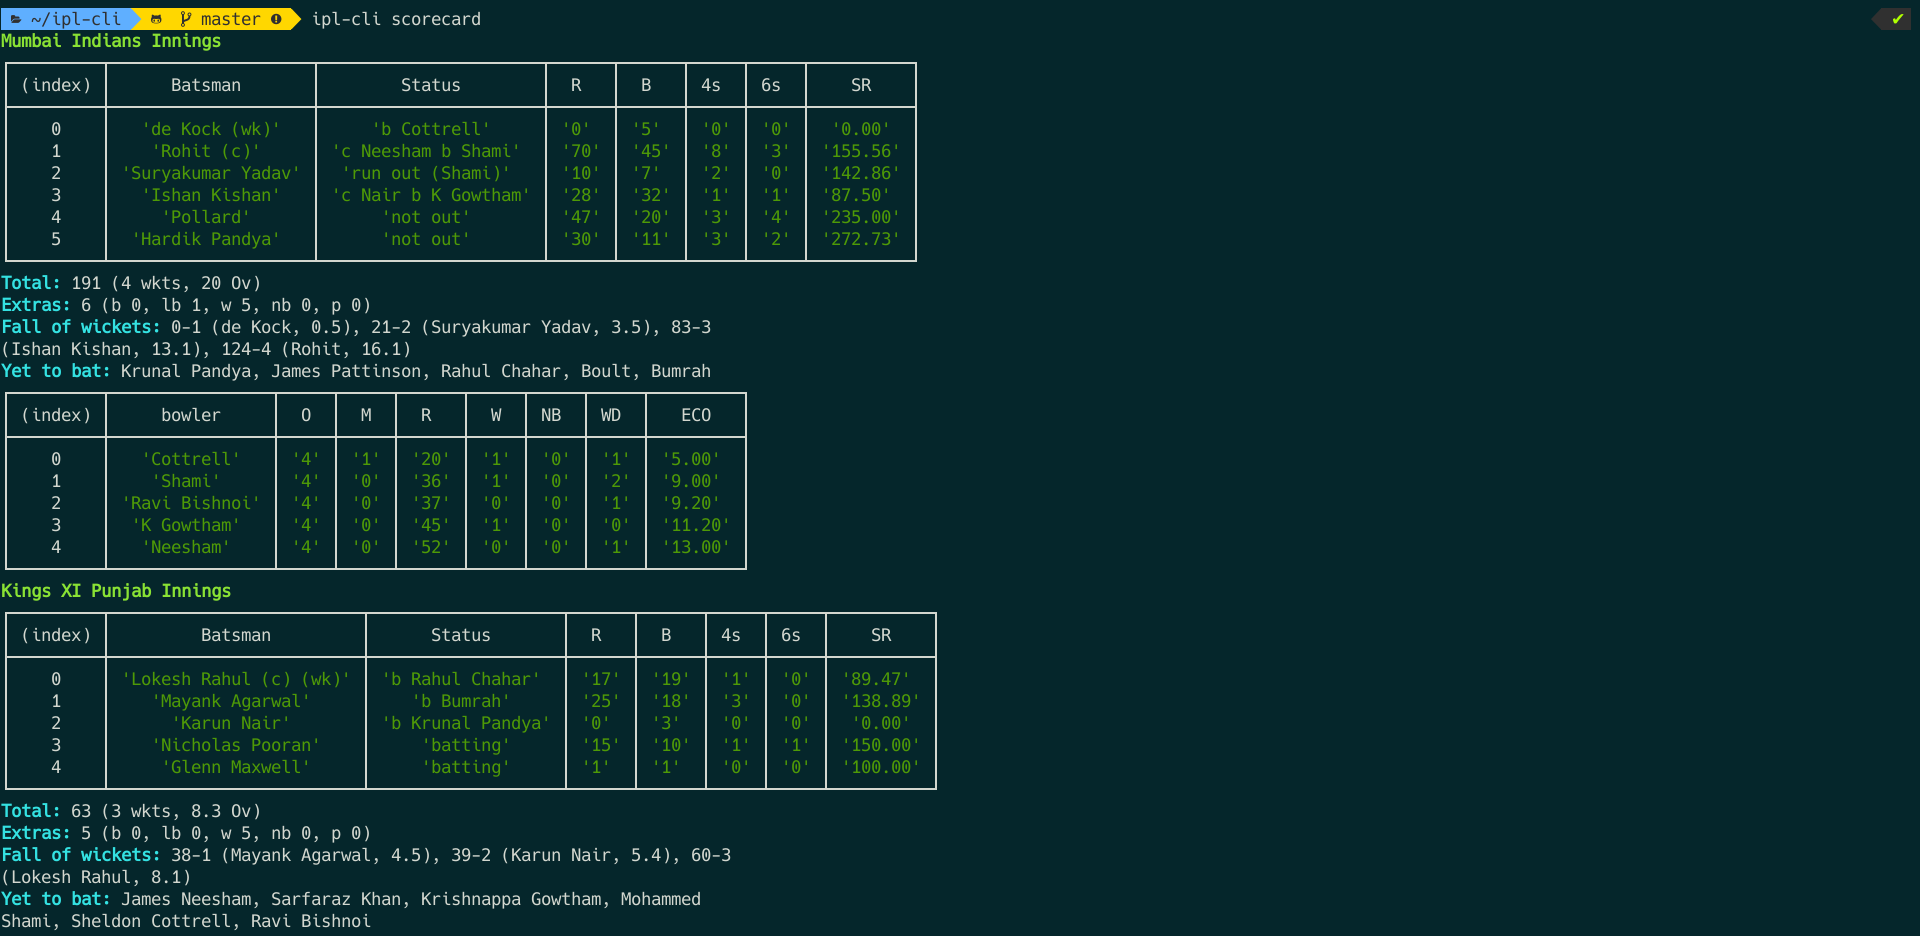 ~/ipl-cli master ipl-cli scorecard ✔
Mumbai Indians Innings
(index) Batsman Status R B 4s 6s SR
0 'de Kock (wk)' 'b Cottrell' '0' '5' '0' '0' '0.00'
1 'Rohit (c)' 'c Neesham b Shami' '70' '45' '8' '3' '155.56'
2 'Suryakumar Yadav' 'run out (Shami)' '10' '7' '2' '0' '142.86'
3 'Ishan Kishan' 'c Nair b K Gowtham' '28' '32' '1' '1' '87.50'
4 'Pollard' 'not out' '47' '20' '3' '4' '235.00'
5 'Hardik Pandya' 'not out' '30' '11' '3' '2' '272.73'
Total: 191 (4 wkts, 20 Ov)
Extras: 6 (b 0, lb 1, w 5, nb 0, p 0)
Fall of wickets: 0-1 (de Kock, 0.5), 21-2 (Suryakumar Yadav, 3.5), 83-3
(Ishan Kishan, 13.1), 124-4 (Rohit, 16.1)
Yet to bat: Krunal Pandya, James Pattinson, Rahul Chahar, Boult, Bumrah
(index) bowler O M R W NB WD ECO
0 'Cottrell' '4' '1' '20' '1' '0' '1' '5.00'
1 'Shami' '4' '0' '36' '1' '0' '2' '9.00'
2 'Ravi Bishnoi' '4' '0' '37' '0' '0' '1' '9.20'
3 'K Gowtham' '4' '0' '45' '1' '0' '0' '11.20'
4 'Neesham' '4' '0' '52' '0' '0' '1' '13.00'
Kings XI Punjab Innings
(index) Batsman Status R B 4s 6s SR
0 'Lokesh Rahul (c) (wk)' 'b Rahul Chahar' '17' '19' '1' '0' '89.47'
1 'Mayank Agarwal' 'b Bumrah' '25' '18' '3' '0' '138.89'
2 'Karun Nair' 'b Krunal Pandya' '0' '3' '0' '0' '0.00'
3 'Nicholas Pooran' 'batting' '15' '10' '1' '1' '150.00'
4 'Glenn Maxwell' 'batting' '1' '1' '0' '0' '100.00'
Total: 63 (3 wkts, 8.3 Ov)
Extras: 5 (b 0, lb 0, w 5, nb 0, p 0)
Fall of wickets: 38-1 (Mayank Agarwal, 4.5), 39-2 (Karun Nair, 5.4), 60-3
(Lokesh Rahul, 8.1)
Yet to bat: James Neesham, Sarfaraz Khan, Krishnappa Gowtham, Mohammed
Shami, Sheldon Cottrell, Ravi Bishnoi